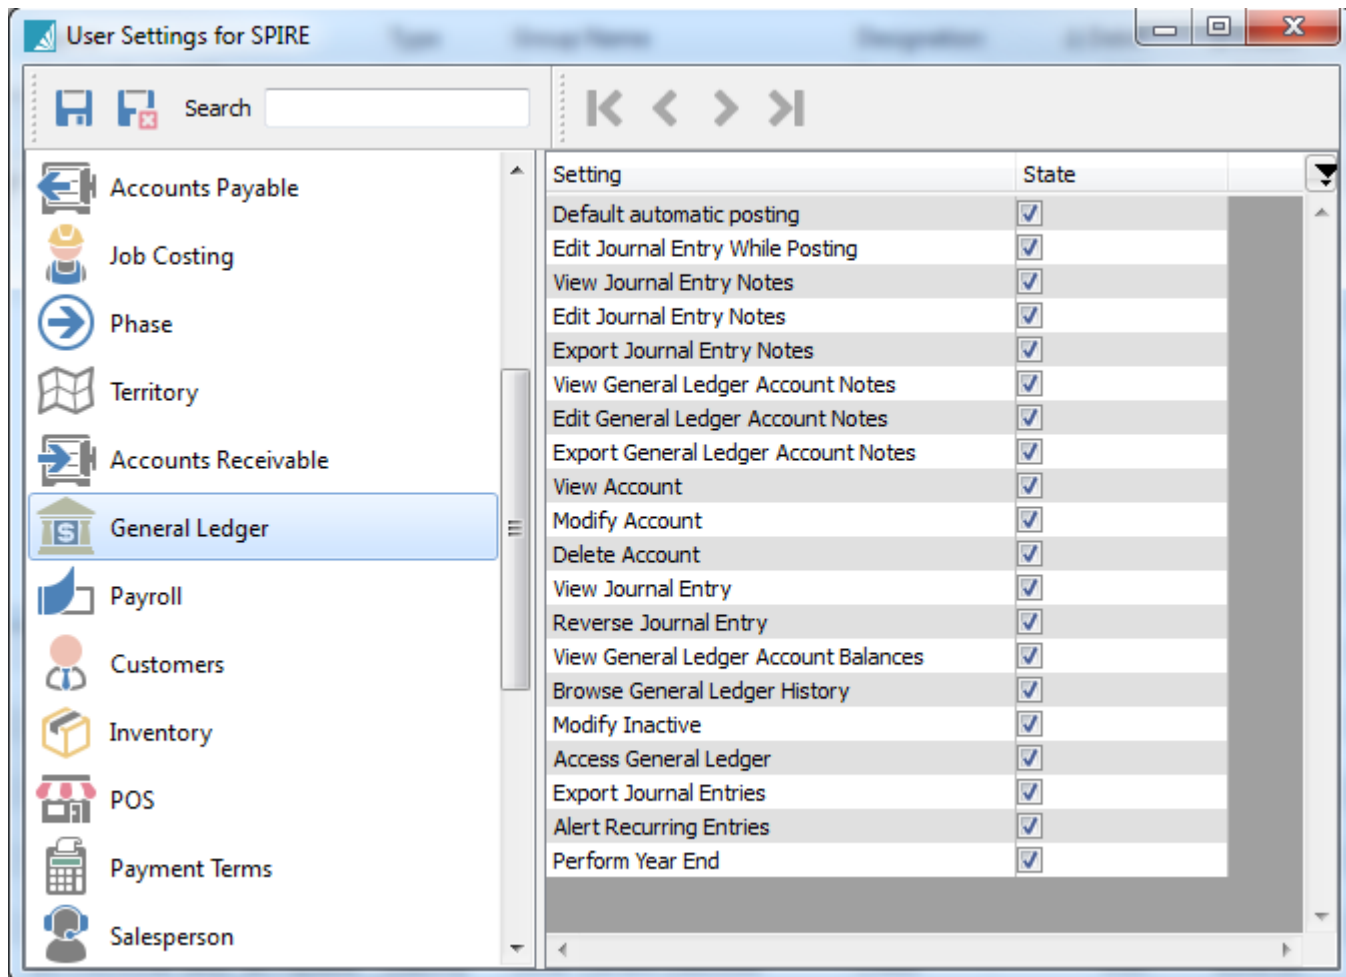 User Settings for SPIRE
Search
Accounts Payable
Job Costing
Phase
Territory
Accounts Receivable
General Ledger
Payroll
Customers
Inventory
POS
Payment Terms
Salesperson
Setting State
Default automatic posting
Edit Journal Entry While Posting
View Journal Entry Notes
Edit Journal Entry Notes
Export Journal Entry Notes
View General Ledger Account Notes
Edit General Ledger Account Notes
Export General Ledger Account Notes
View Account
Modify Account
Delete Account
View Journal Entry
Reverse Journal Entry
View General Ledger Account Balances
Browse General Ledger History
Modify Inactive
Access General Ledger
Export Journal Entries
Alert Recurring Entries
Perform Year End